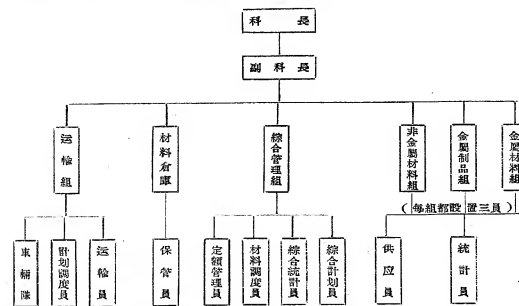 科長
副科長
运輸組
材料倉庫
綜合管理組
非金屬材料組
金屬制品組
金屬材料組
(每組都設置三員)
車輛隊
計划調度員
运輸員
保管員
定額管理員
材料調度員
綜合統計員
綜合計划員
供应員
統計員